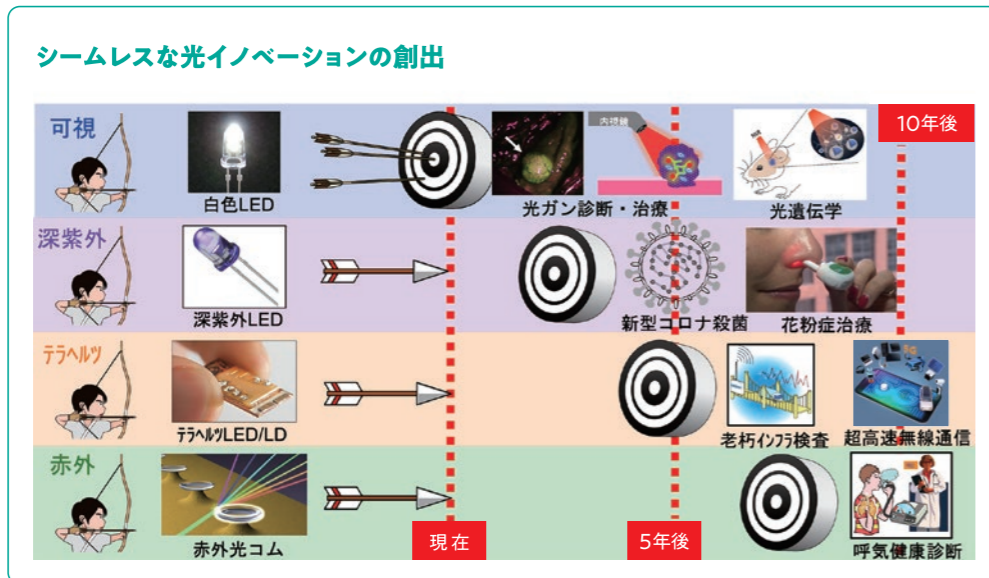 シームレスな光イノベーションの創出
可視
白色LED
内視鏡
光ガン診断・治療
光遺伝学
10年後
深紫外
深紫外LED
新型コロナ殺菌
花粉症治療
テラヘルツ
テラヘルツLED/LD
老朽インフラ検査
5G
超高速無線通信
赤外
赤外光コム
現在
5年後
呼気健康診断